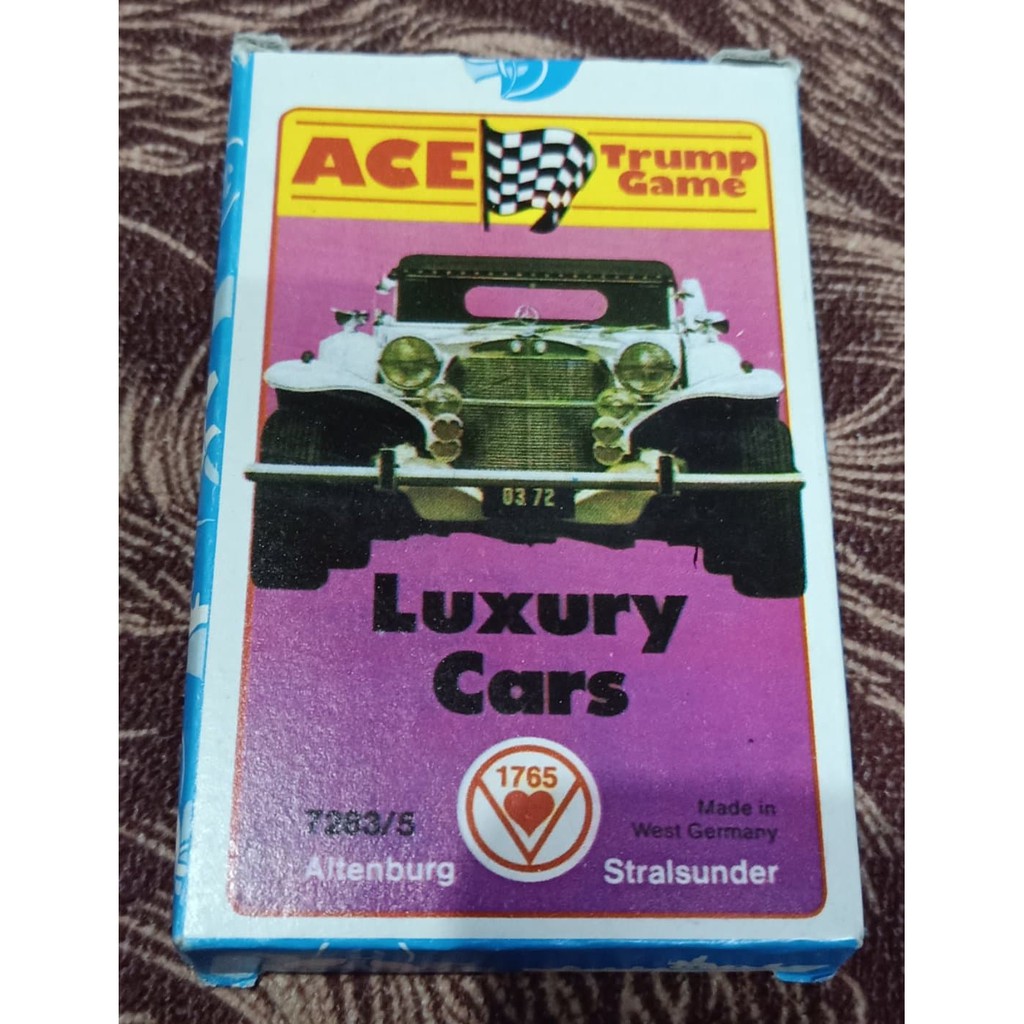 ACE Trump
Game
03.72
Luxury
Cars
1765
7263/5
Made in
West Germany
Altenburg Stralsunder